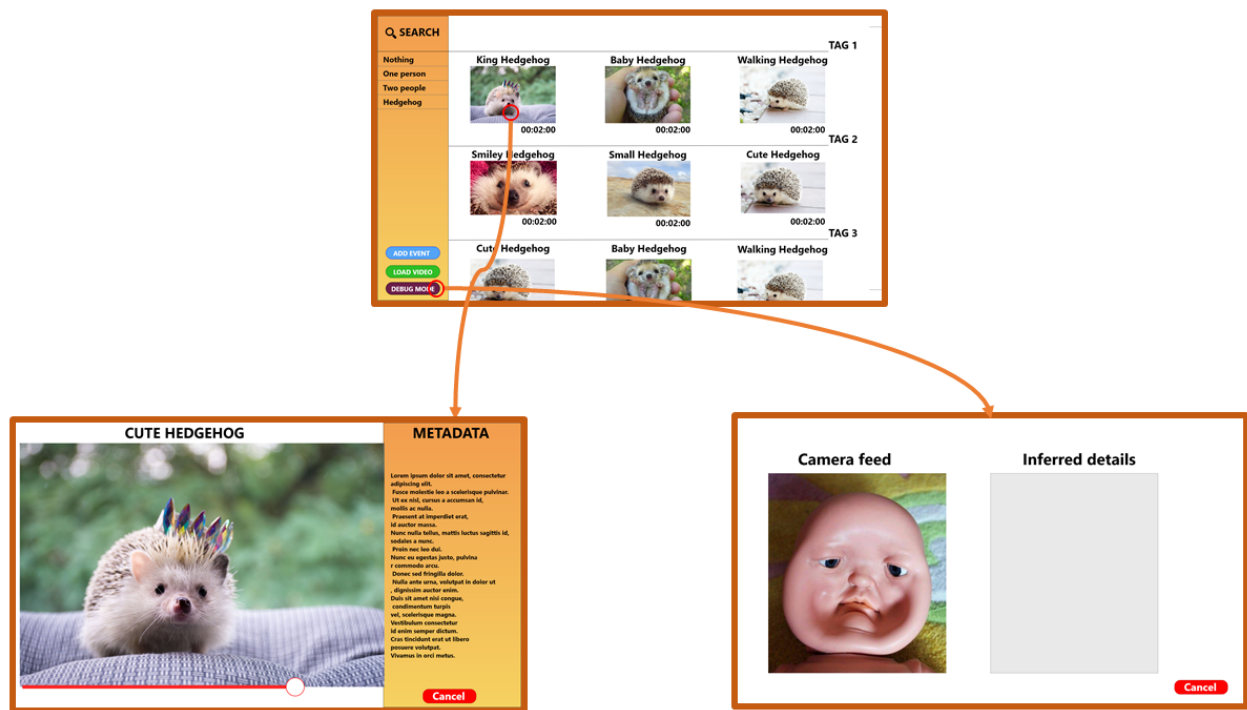 SEARCH
Nothing
One person
Two people
Hedgehog
ADD EVENT
LOAD VIDEO
DEBUG MODE
TAG 1
King Hedgehog Baby Hedgehog Walking Hedgehog
00:02:00 00:02:00 00:02:00
TAG 2
Smiley Hedgehog Small Hedgehog Cute Hedgehog
00:02:00 00:02:00 00:02:00
TAG 3
Cute Hedgehog Baby Hedgehog Walking Hedgehog
CUTE HEDGEHOG
METADATA
Lorem ipsum dolor sit amet, consectetur
adipiscing elit.
Fusce molestie leo a scelerisque pulvinar.
Ut ex nisl, cursus a accumsan id,
mollis ac nulla.
Praesent at imperdiet erat,
id auctor massa.
Nunc nulla tellus, mattis luctus sagittis id,
sodales a nunc.
Proin nec leo dui.
Nunc eu egestas justo, pulvina
r commodo arcu.
Donec sed fringilla dolor.
Nulla ante urna, volutpat in dolor ut
, dignissim auctor enim.
Duis sit amet nisi congue,
condimentum turpis
vel, scelerisque magna.
Vestibulum consectetur
id enim semper dictum.
Cras tincidunt erat ut libero
posuere volutpat.
Vivamus in orci metus.
Cancel
Camera feed
Inferred details
Cancel